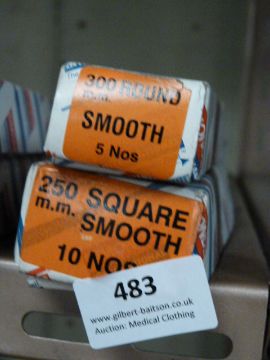 300 ROUND
m.m.
SMOOTH
5 Nos
250 SQUARE
m.m. SMOOTH
10 NOS
483
www.gilbert-baitson.co.uk
Auction: Medical Clothing